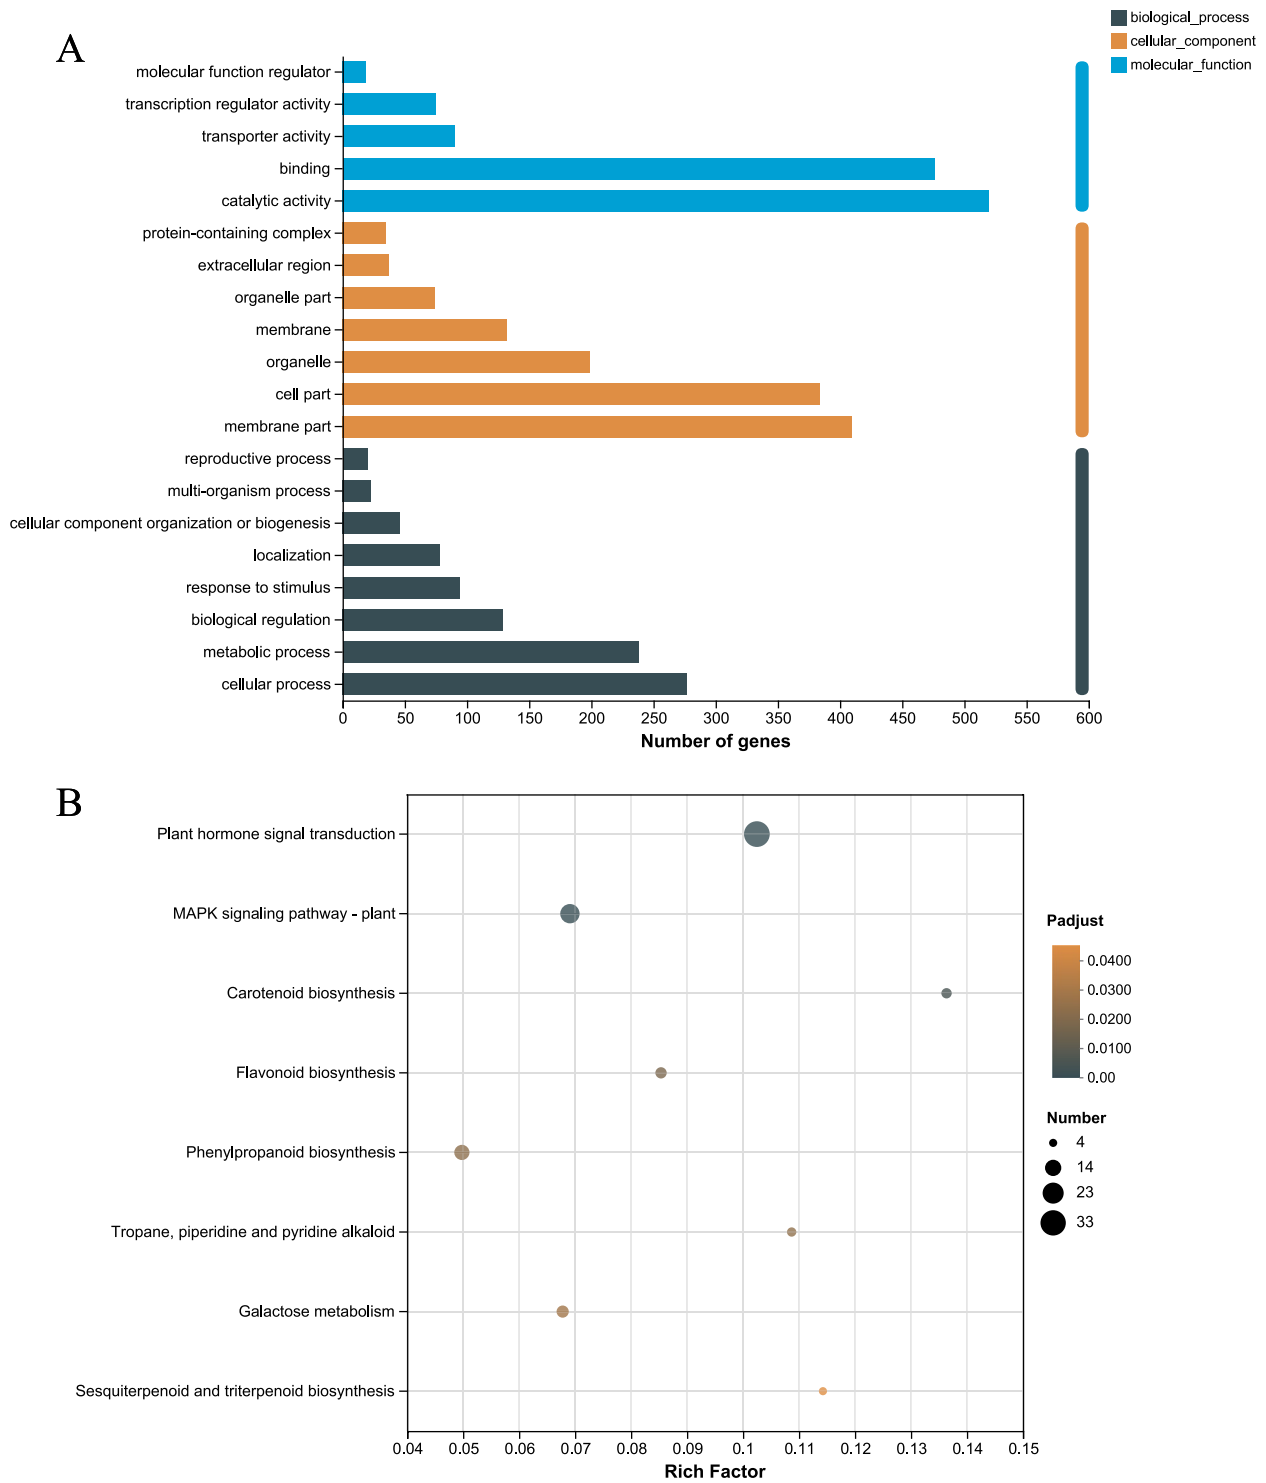 biological_process
cellular_component
molecular_function
A
molecular function regulator
transcription regulator activity
transporter activity
binding
catalytic activity
protein-containing complex
extracellular region
organelle part
membrane
organelle
cell part
membrane part
reproductive process
multi-organism process
cellular component organization or biogenesis
localization
response to stimulus
biological regulation
metabolic process
cellular process
0 50 100 150 200 250 300 350 400 450 500 550 600
Number of genes
B
Plant hormone signal transduction
MAPK signaling pathway - plant
Carotenoid biosynthesis
Flavonoid biosynthesis
Phenylpropanoid biosynthesis
Tropane, piperidine and pyridine alkaloid
Galactose metabolism
Sesquiterpenoid and triterpenoid biosynthesis
0.04 0.05 0.06 0.07 0.08 0.09 0.1 0.11 0.12 0.13 0.14 0.15
Rich Factor
Padjust
0.0400
0.0300
0.0200
0.0100
0.00
Number
4
14
23
33